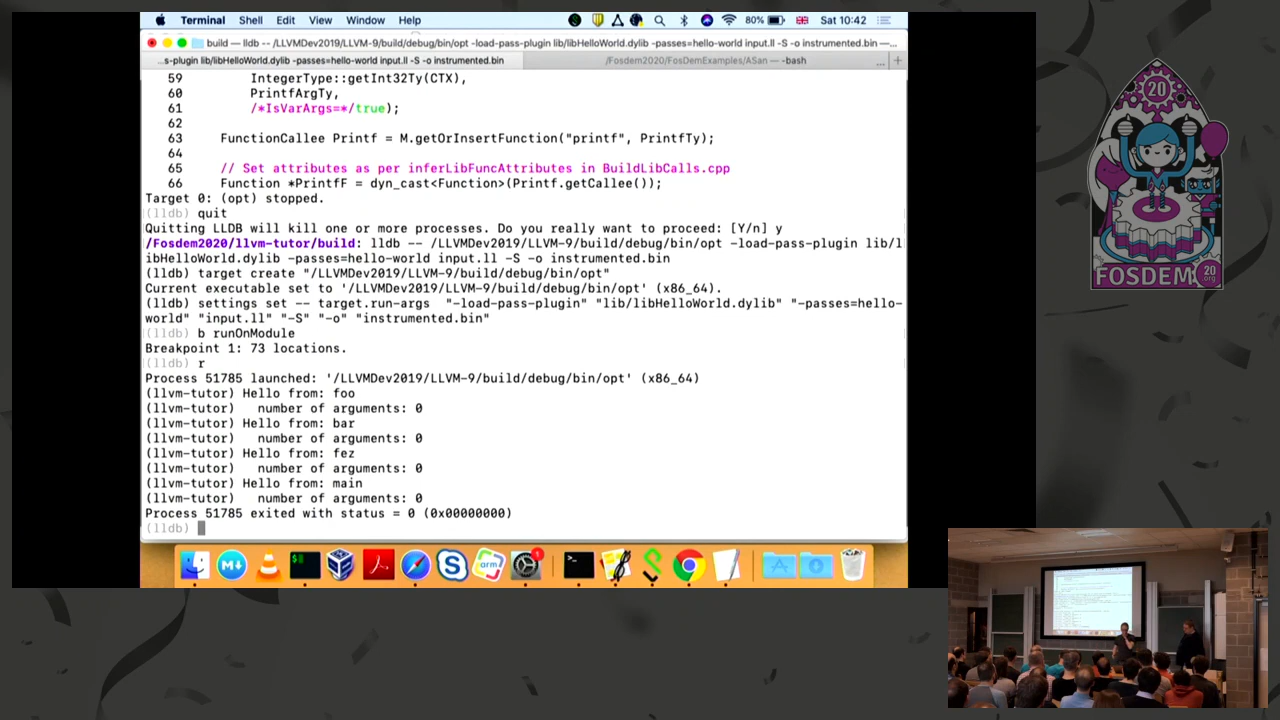 Terminal Shell Edit View Window Help 80% Sat 10:42
build — lldb -- /LLVMDev2019/LLVM-9/build/debug/bin/opt -load-pass-plugin lib/libHelloWorld.dylib -passes=hello-world input.ll -S -o instrumented.bin —...
...s-plugin lib/libHelloWorld.dylib -passes=hello-world input.ll -S -o instrumented.bin
/Fosdem2020/FosDemExamples/ASan — -bash ... +
59 IntegerType::getInt32Ty(CTX),
60 PrintfArgTy,
61 /*IsVarArgs=*/true);
62
63 FunctionCallee Printf = M.getOrInsertFunction("printf", PrintfTy);
64
65 // Set attributes as per inferLibFuncAttributes in BuildLibCalls.cpp
66 Function *PrintfF = dyn_cast<Function>(Printf.getCallee());
Target 0: (opt) stopped.
(lldb) quit
Quitting LLDB will kill one or more processes. Do you really want to proceed: [Y/n] y
/Fosdem2020/llvm-tutor/build: lldb -- /LLVMDev2019/LLVM-9/build/debug/bin/opt -load-pass-plugin lib/l
ibHelloWorld.dylib -passes=hello-world input.ll -S -o instrumented.bin
(lldb) target create "/LLVMDev2019/LLVM-9/build/debug/bin/opt"
Current executable set to '/LLVMDev2019/LLVM-9/build/debug/bin/opt' (x86_64).
(lldb) settings set -- target.run-args "-load-pass-plugin" "lib/libHelloWorld.dylib" "-passes=hello-
world" "input.ll" "-S" "-o" "instrumented.bin"
(lldb) b runOnModule
Breakpoint 1: 73 locations.
(lldb) r
Process 51785 launched: '/LLVMDev2019/LLVM-9/build/debug/bin/opt' (x86_64)
(llvm-tutor) Hello from: foo
(llvm-tutor) number of arguments: 0
(llvm-tutor) Hello from: bar
(llvm-tutor) number of arguments: 0
(llvm-tutor) Hello from: fez
(llvm-tutor) number of arguments: 0
(llvm-tutor) Hello from: main
(llvm-tutor) number of arguments: 0
Process 51785 exited with status = 0 (0x00000000)
(lldb)
M↓
arm
1
20
FOSDEM 20
.org